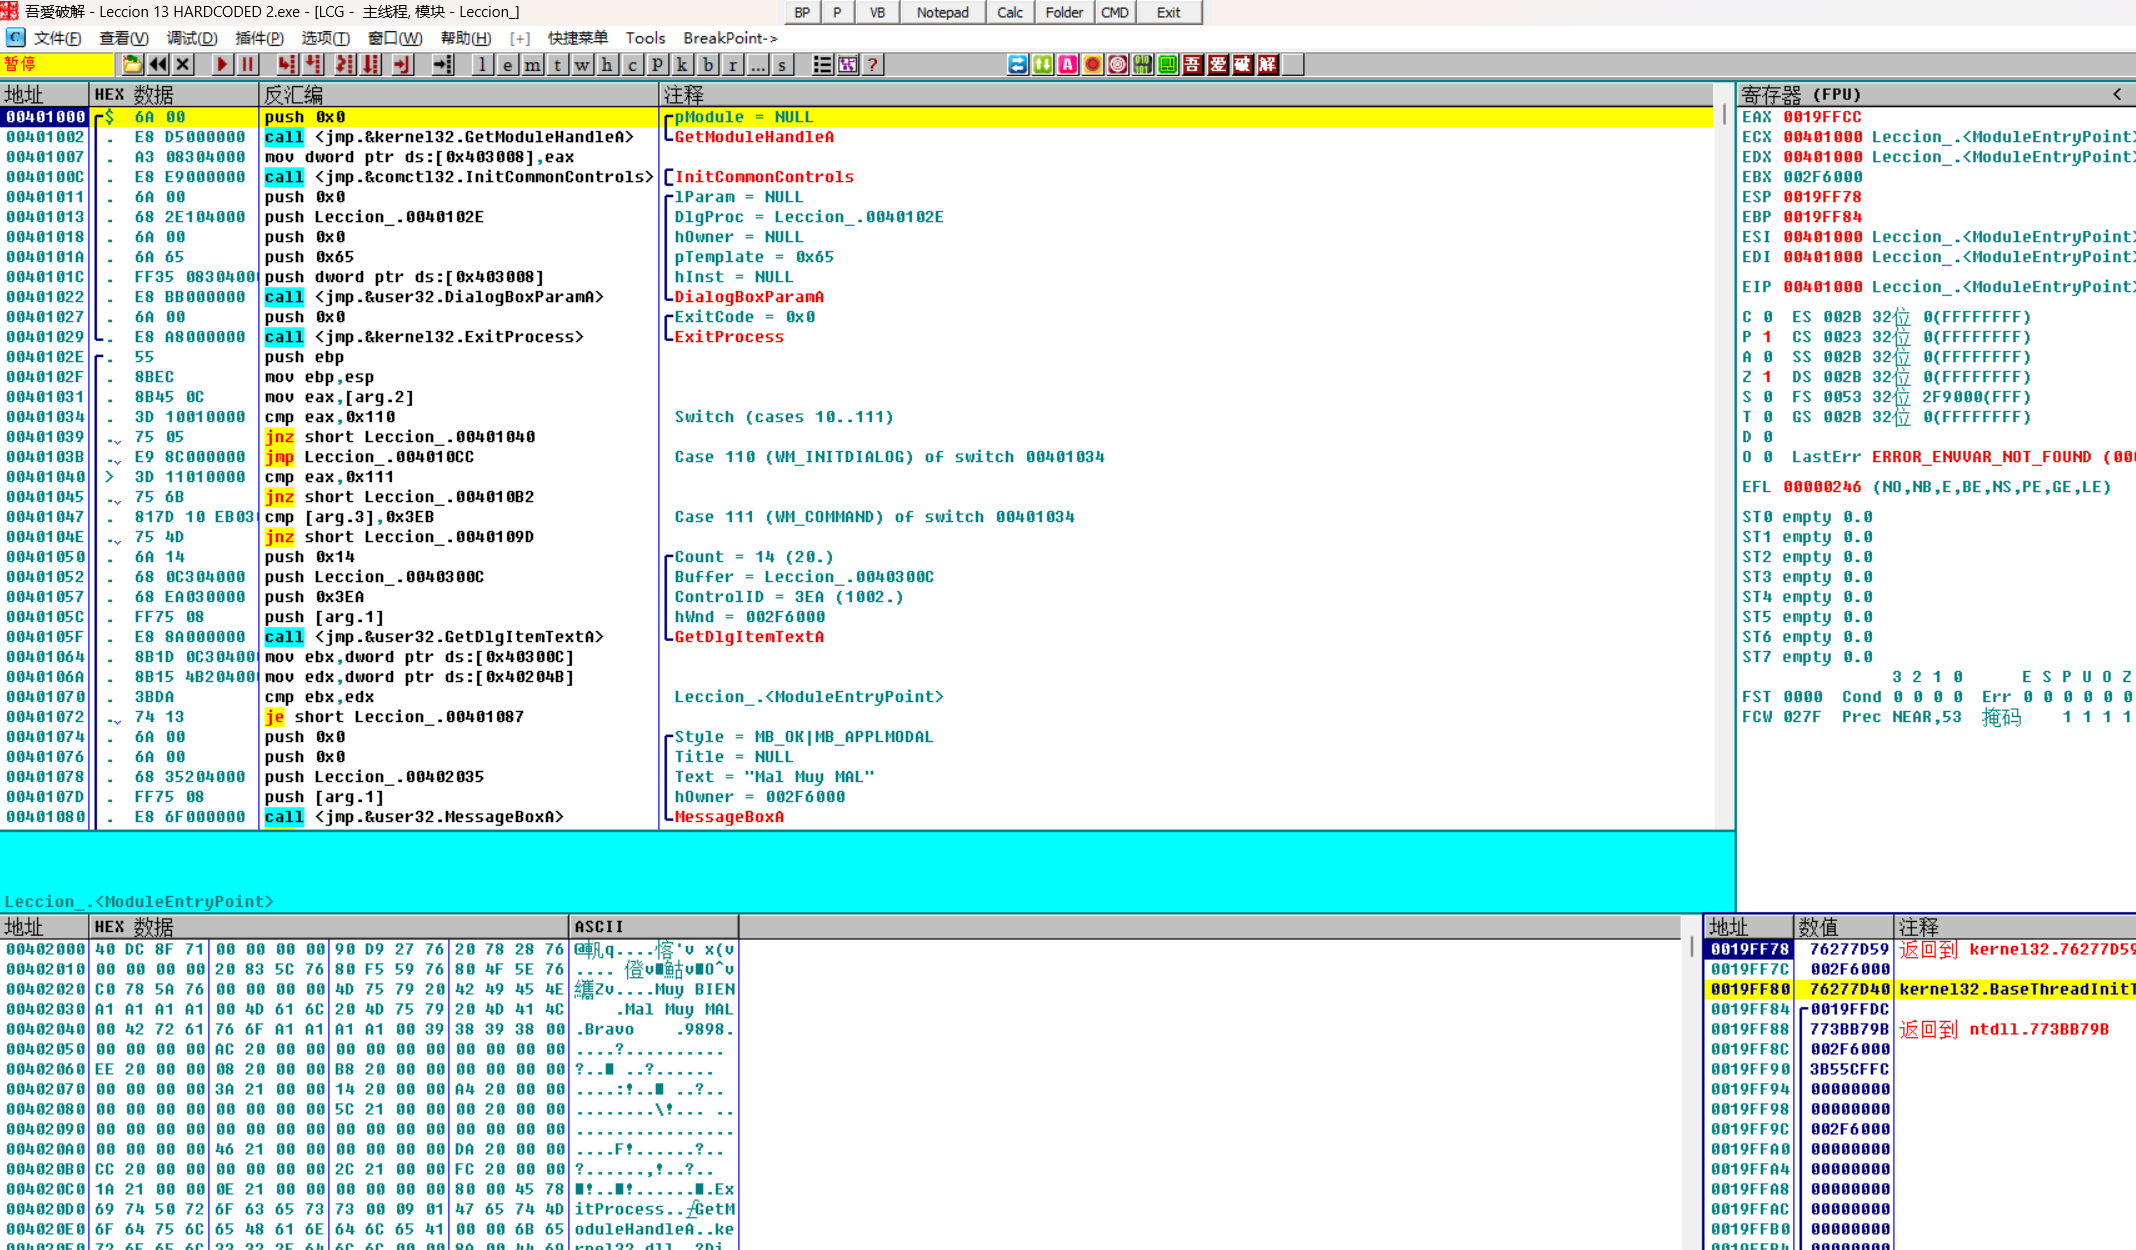 吾愛破解 - Leccion 13 HARDCODED 2.exe - [LCG - 主线程, 模块 - Leccion_]
BP P VB Notepad Calc Folder CMD Exit
文件(F) 查看(V) 调试(D) 插件(P) 选项(T) 窗口(W) 帮助(H) [+] 快捷菜单 Tools BreakPoint->
暂停 l e m t w h c p k b r ... s ? 吾 爱 破 解
地址 HEX 数据 反汇编 注释
00401000 $ 6A 00 push 0x0 pModule = NULL
00401002 . E8 D5000000 call <jmp.&kernel32.GetModuleHandleA> GetModuleHandleA
00401007 . A3 08304000 mov dword ptr ds:[0x403008],eax
0040100C . E8 E9000000 call <jmp.&comctl32.InitCommonControls> InitCommonControls
00401011 . 6A 00 push 0x0 lParam = NULL
00401013 . 68 2E104000 push Leccion_.0040102E DlgProc = Leccion_.0040102E
00401018 . 6A 00 push 0x0 hOwner = NULL
0040101A . 6A 65 push 0x65 pTemplate = 0x65
0040101C . FF35 0830400 push dword ptr ds:[0x403008] hInst = NULL
00401022 . E8 BB000000 call <jmp.&user32.DialogBoxParamA> DialogBoxParamA
00401027 . 6A 00 push 0x0 ExitCode = 0x0
00401029 . E8 A8000000 call <jmp.&kernel32.ExitProcess> ExitProcess
0040102E . 55 push ebp
0040102F . 8BEC mov ebp,esp
00401031 . 8B45 0C mov eax,[arg.2]
00401034 . 3D 10010000 cmp eax,0x110 Switch (cases 10..111)
00401039 . 75 05 jnz short Leccion_.00401040
0040103B . E9 8C000000 jmp Leccion_.004010CC Case 110 (WM_INITDIALOG) of switch 00401034
00401040 > 3D 11010000 cmp eax,0x111
00401045 . 75 6B jnz short Leccion_.004010B2
00401047 . 817D 10 EB03 cmp [arg.3],0x3EB Case 111 (WM_COMMAND) of switch 00401034
0040104E . 75 4D jnz short Leccion_.0040109D
00401050 . 6A 14 push 0x14 Count = 14 (20.)
00401052 . 68 0C304000 push Leccion_.0040300C Buffer = Leccion_.0040300C
00401057 . 68 EA030000 push 0x3EA ControlID = 3EA (1002.)
0040105C . FF75 08 push [arg.1] hWnd = 002F6000
0040105F . E8 8A000000 call <jmp.&user32.GetDlgItemTextA> GetDlgItemTextA
00401064 . 8B1D 0C30400 mov ebx,dword ptr ds:[0x40300C]
0040106A . 8B15 4B20400 mov edx,dword ptr ds:[0x40204B]
00401070 . 3BDA cmp ebx,edx Leccion_.<ModuleEntryPoint>
00401072 . 74 13 je short Leccion_.00401087
00401074 . 6A 00 push 0x0 Style = MB_OK|MB_APPLMODAL
00401076 . 6A 00 push 0x0 Title = NULL
00401078 . 68 35204000 push Leccion_.00402035 Text = "Mal Muy MAL"
0040107D . FF75 08 push [arg.1] hOwner = 002F6000
00401080 . E8 6F000000 call <jmp.&user32.MessageBoxA> MessageBoxA
Leccion_.<ModuleEntryPoint>
寄存器 (FPU) <
EAX 0019FFCC
ECX 00401000 Leccion_.<ModuleEntryPoint>
EDX 00401000 Leccion_.<ModuleEntryPoint>
EBX 002F6000
ESP 0019FF78
EBP 0019FF84
ESI 00401000 Leccion_.<ModuleEntryPoint>
EDI 00401000 Leccion_.<ModuleEntryPoint>
EIP 00401000 Leccion_.<ModuleEntryPoint>
C 0 ES 002B 32位 0(FFFFFFFF)
P 1 CS 0023 32位 0(FFFFFFFF)
A 0 SS 002B 32位 0(FFFFFFFF)
Z 1 DS 002B 32位 0(FFFFFFFF)
S 0 FS 0053 32位 2F9000(FFF)
T 0 GS 002B 32位 0(FFFFFFFF)
D 0
O 0 LastErr ERROR_ENVVAR_NOT_FOUND (00
EFL 00000246 (NO,NB,E,BE,NS,PE,GE,LE)
ST0 empty 0.0
ST1 empty 0.0
ST2 empty 0.0
ST3 empty 0.0
ST4 empty 0.0
ST5 empty 0.0
ST6 empty 0.0
ST7 empty 0.0
3 2 1 0 E S P U O Z
FST 0000 Cond 0 0 0 0 Err 0 0 0 0 0 0
FCW 027F Prec NEAR,53 掩码 1 1 1 1
地址 HEX 数据 ASCII
00402000 40 DC 8F 71 00 00 00 00 90 D9 27 76 20 78 28 76
00402010 00 00 00 00 20 83 5C 76 80 F5 59 76 80 4F 5E 76
00402020 C0 78 5A 76 00 00 00 00 4D 75 79 20 42 49 45 4E ....Muy BIEN
00402030 A1 A1 A1 A1 00 4D 61 6C 20 4D 75 79 20 4D 41 4C .Mal Muy MAL
00402040 00 42 72 61 76 6F A1 A1 A1 A1 00 39 38 39 38 00 .Bravo .9898.
00402050 00 00 00 00 AC 20 00 00 00 00 00 00 00 00 00 00 ....?...........
00402060 EE 20 00 00 08 20 00 00 B8 20 00 00 00 00 00 00
00402070 00 00 00 00 3A 21 00 00 14 20 00 00 A4 20 00 00
00402080 00 00 00 00 00 00 00 00 5C 21 00 00 00 20 00 00 ........\!... ..
00402090 00 00 00 00 00 00 00 00 00 00 00 00 00 00 00 00 ................
004020A0 00 00 00 00 46 21 00 00 00 00 00 00 DA 20 00 00 ....F!......?..
004020B0 CC 20 00 00 00 00 00 00 2C 21 00 00 FC 20 00 00 ?......,!..?..
004020C0 1A 21 00 00 0E 21 00 00 00 00 00 00 80 00 45 78 .Ex
004020D0 69 74 50 72 6F 63 65 73 73 00 09 01 47 65 74 4D itProcess.. GetM
004020E0 6F 64 75 6C 65 48 61 6E 64 6C 65 41 00 00 6B 65 oduleHandleA..ke
地址 数值 注释
0019FF78 76277D59 返回到 kernel32.76277D59
0019FF7C 002F6000
0019FF80 76277D40 kernel32.BaseThreadInitT
0019FF84 0019FFDC
0019FF88 773BB79B 返回到 ntdll.773BB79B
0019FF8C 002F6000
0019FF90 3B55CFFC
0019FF94 00000000
0019FF98 00000000
0019FF9C 002F6000
0019FFA0 00000000
0019FFA4 00000000
0019FFA8 00000000
0019FFAC 00000000
0019FFB0 00000000